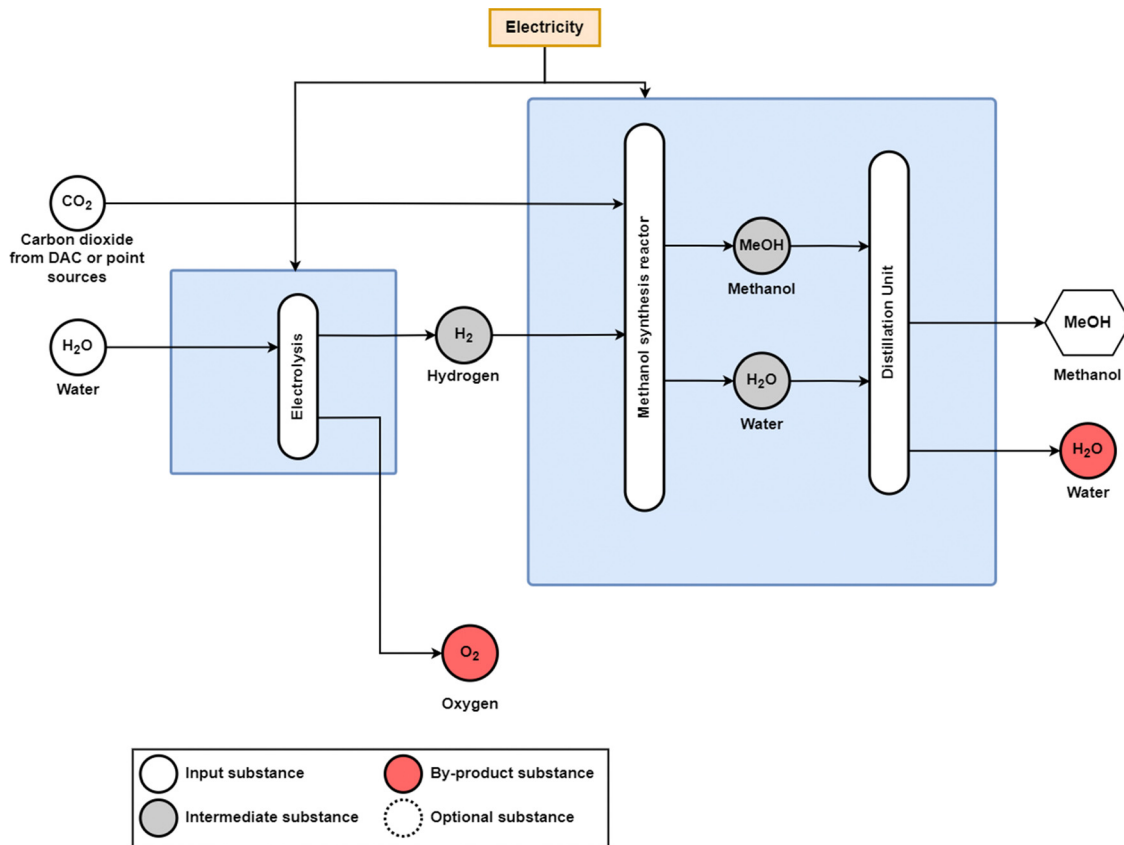 Electricity
CO₂
Carbon dioxide
from DAC or point
sources
H₂O
Water
Electrolysis
H₂
Hydrogen
O₂
Oxygen
Methanol synthesis reactor
MeOH
Methanol
H₂O
Water
Distillation Unit
MeOH
Methanol
H₂O
Water
Input substance
By-product substance
Intermediate substance
Optional substance